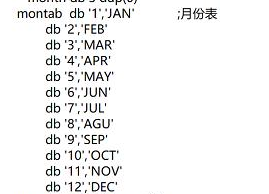 month db 3 dup(0)
montab db '1','JAN' ;月份表
db '2','FEB'
db '3','MAR'
db '4','APR'
db '5','MAY'
db '6','JUN'
db '7','JUL'
db '8','AGU'
db '9','SEP'
db '10','OCT'
db '11','NOV'
db '12','DEC'